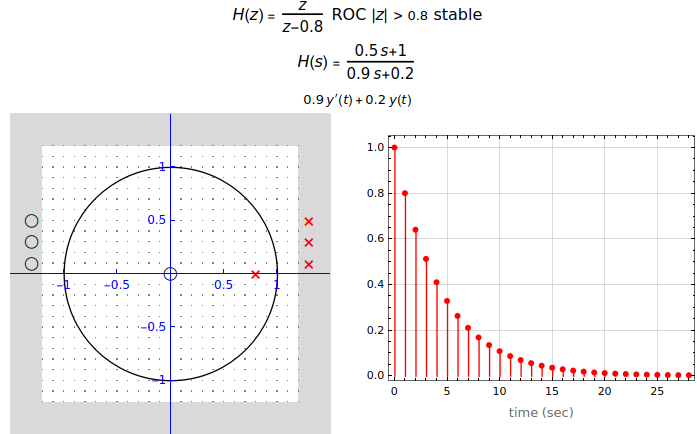 H(z) = z/(z−0.8) ROC |z| > 0.8 stable
H(s) = (0.5 s+1)/(0.9 s+0.2)
0.9 y′(t) + 0.2 y(t)
1
0.5
−1 −0.5 0.5 1
−0.5
−1
1.0
0.8
0.6
0.4
0.2
0.0
0 5 10 15 20 25
time (sec)